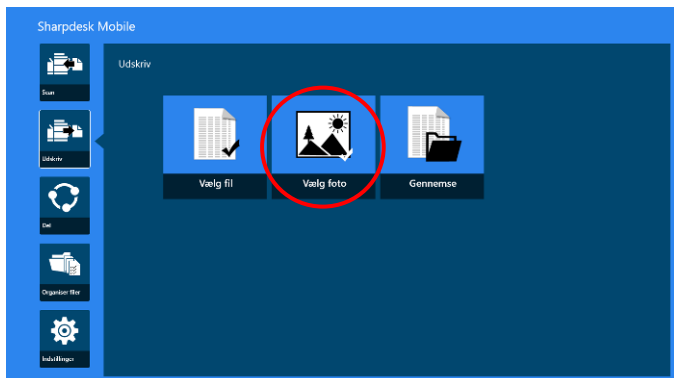 Sharpdesk Mobile
Scan
Udskriv
Del
Organiser filer
Indstillinger
Udskriv
Vælg fil
Vælg foto
Gennemse